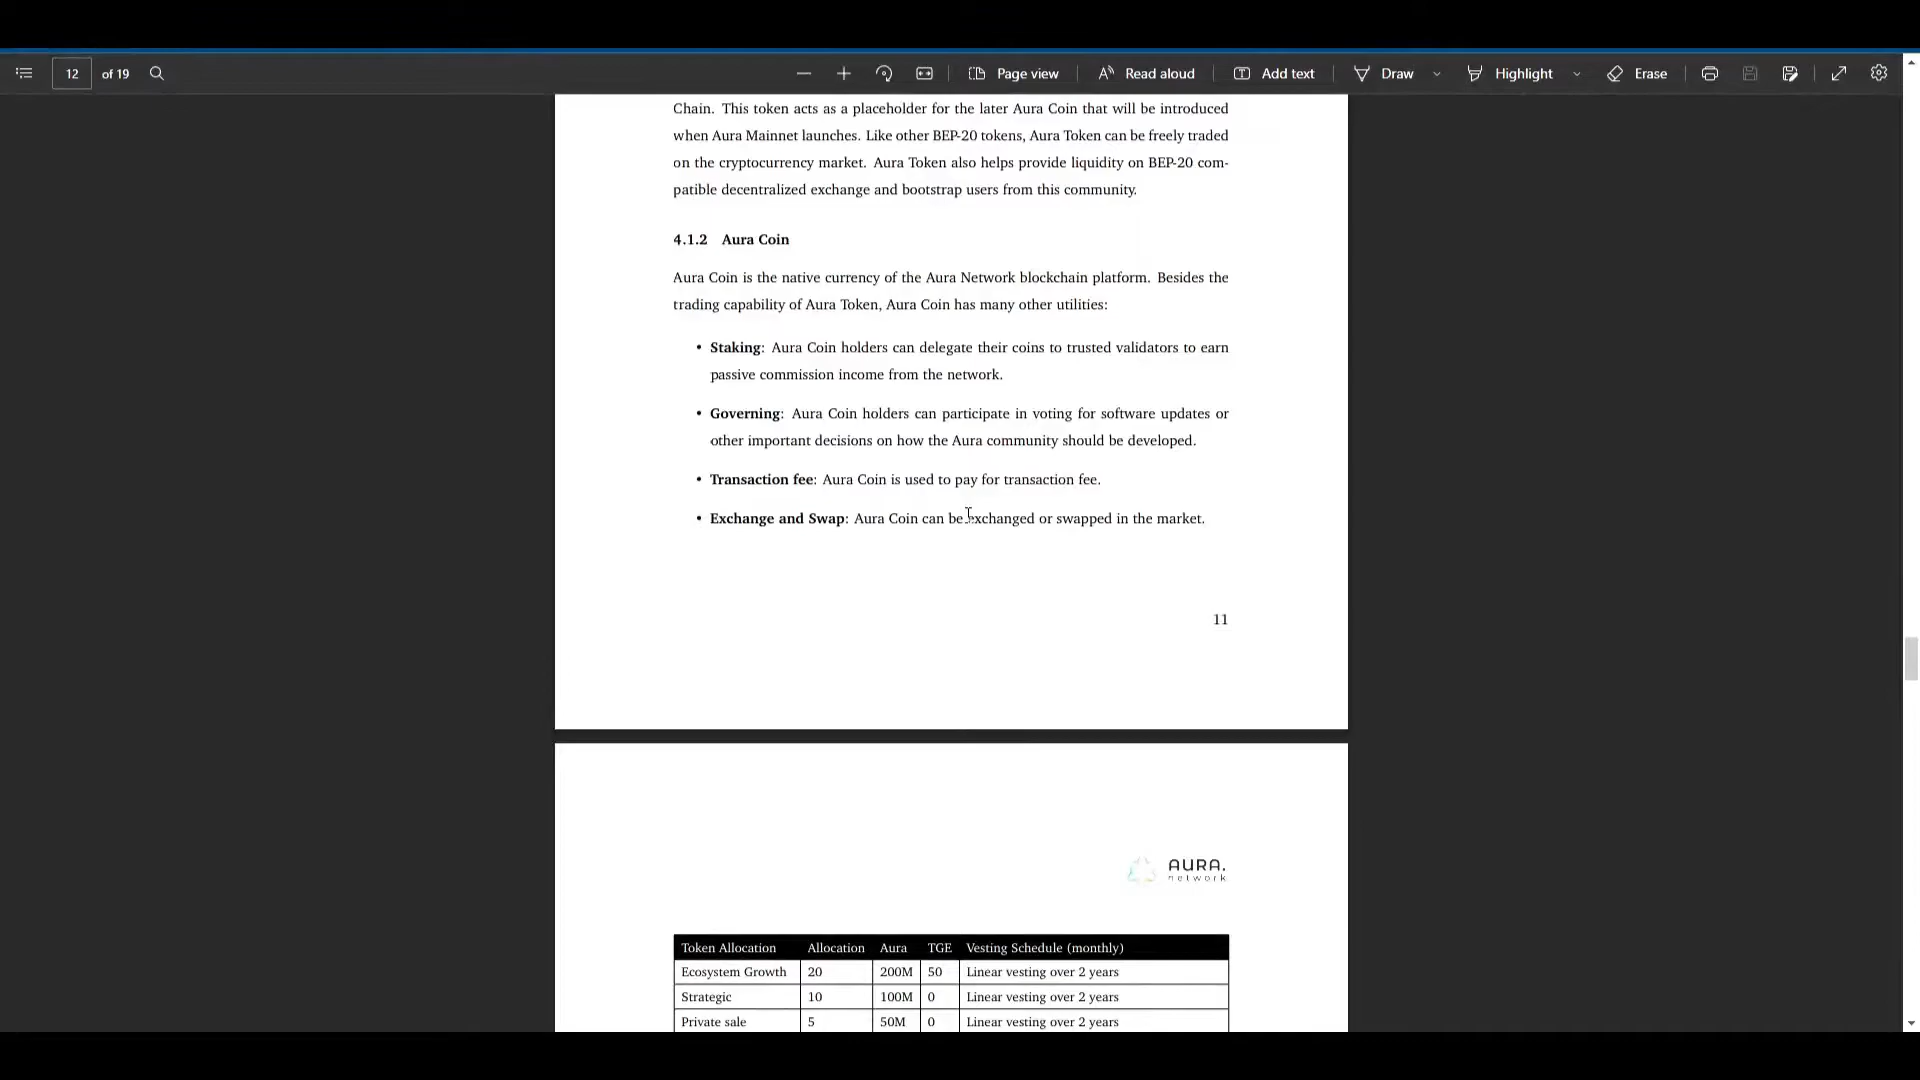 12 of 19 Page view Read aloud Add text Draw Highlight Erase
Chain. This token acts as a placeholder for the later Aura Coin that will be introduced
when Aura Mainnet launches. Like other BEP-20 tokens, Aura Token can be freely traded
on the cryptocurrency market. Aura Token also helps provide liquidity on BEP-20 com-
patible decentralized exchange and bootstrap users from this community.
4.1.2 Aura Coin
Aura Coin is the native currency of the Aura Network blockchain platform. Besides the
trading capability of Aura Token, Aura Coin has many other utilities:
• Staking: Aura Coin holders can delegate their coins to trusted validators to earn
passive commission income from the network.
• Governing: Aura Coin holders can participate in voting for software updates or
other important decisions on how the Aura community should be developed.
• Transaction fee: Aura Coin is used to pay for transaction fee.
• Exchange and Swap: Aura Coin can be exchanged or swapped in the market.
11
AURA.
network
Token Allocation Allocation Aura TGE Vesting Schedule (monthly)
Ecosystem Growth 20 200M 50 Linear vesting over 2 years
Strategic 10 100M 0 Linear vesting over 2 years
Private sale 5 50M 0 Linear vesting over 2 years